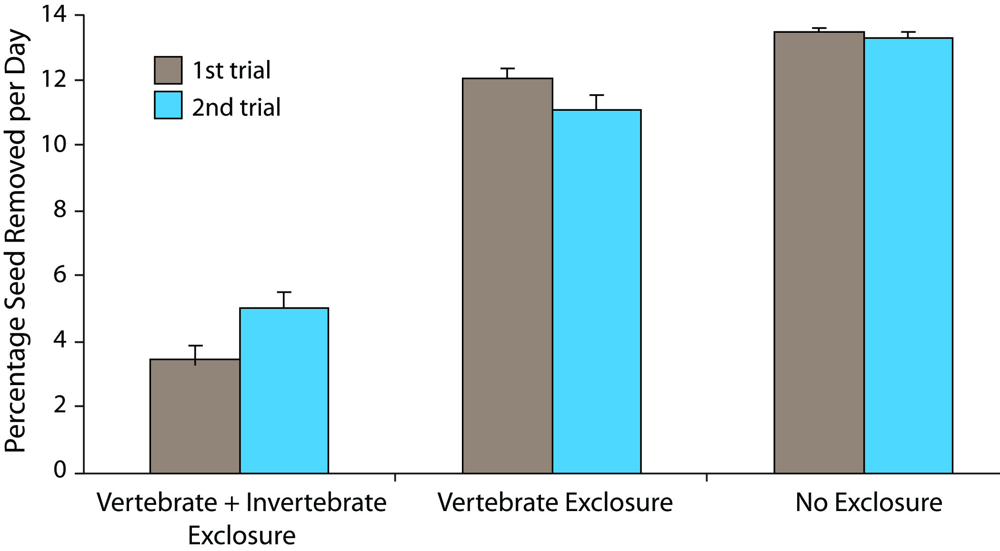 Percentage Seed Removed per Day
14
12
10
8
6
4
2
0
1st trial
2nd trial
Vertebrate + Invertebrate
Exclosure
Vertebrate Exclosure
No Exclosure